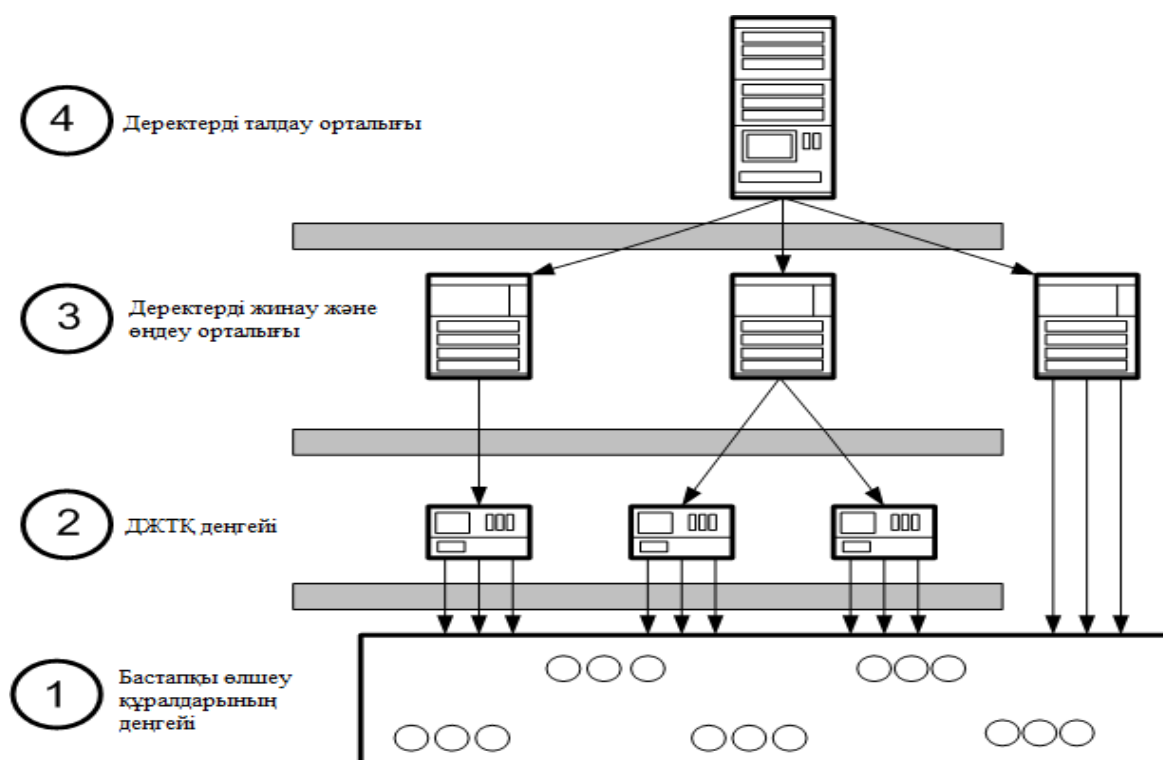 4
Деректерді талдау орталығы
3
Деректерді жинау және
өңдеу орталығы
2
ДЖТҚ деңгейі
1
Бастапқы өлшеу
құралдарының
деңгейі